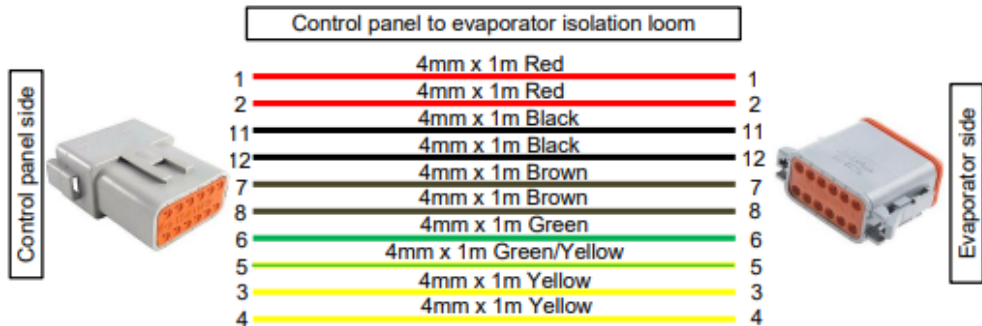 Control panel to evaporator isolation loom
Control panel side
Evaporator side
4mm x 1m Red
1 1
4mm x 1m Red
2 2
4mm x 1m Black
11 11
4mm x 1m Black
12 12
4mm x 1m Brown
7 7
4mm x 1m Brown
8 8
4mm x 1m Green
6 6
4mm x 1m Green/Yellow
5 5
4mm x 1m Yellow
3 3
4mm x 1m Yellow
4 4